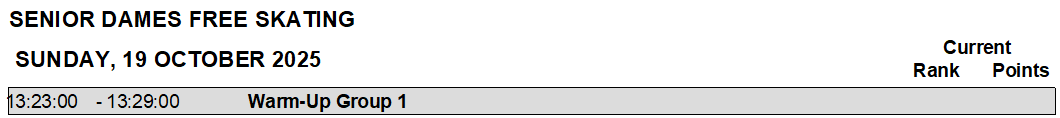 SENIOR DAMES FREE SKATING
SUNDAY, 19 OCTOBER 2025
Current
Rank Points
13:23:00 - 13:29:00 Warm-Up Group 1